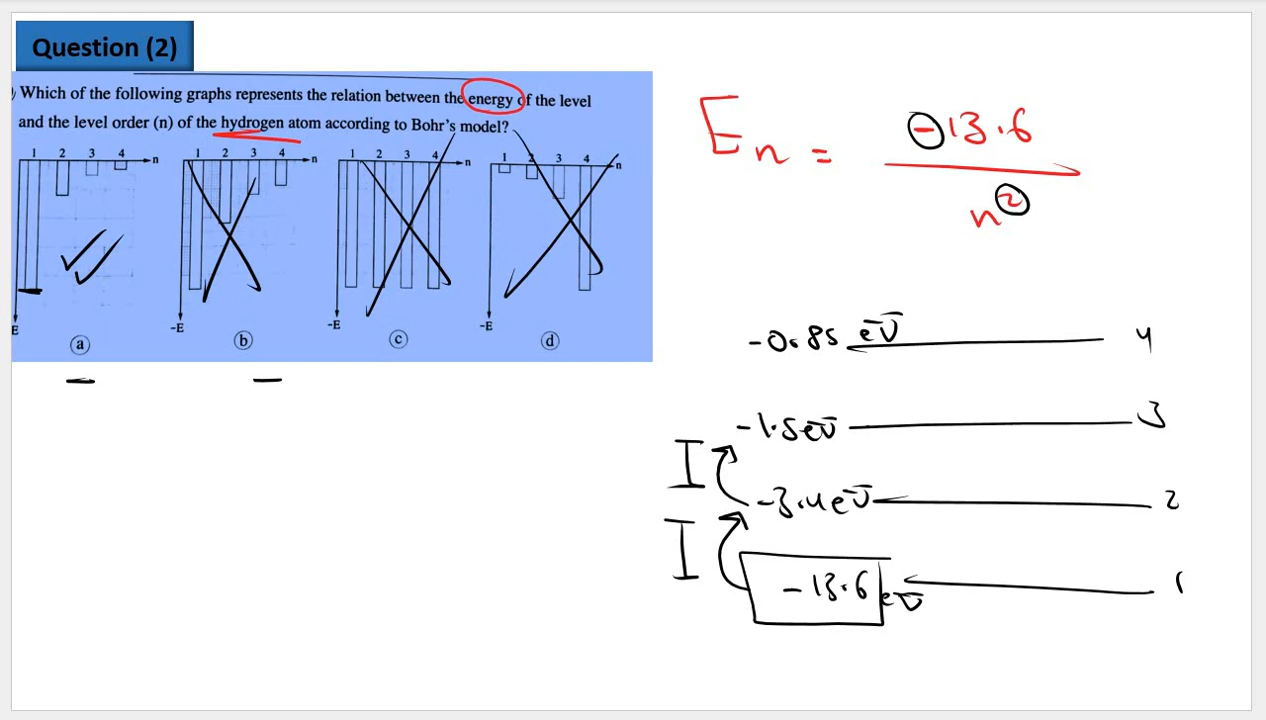 Question (2)
) Which of the following graphs represents the relation between the energy of the level
and the level order (n) of the hydrogen atom according to Bohr's model?
1 2 3 4 n
E
a
1 2 3 4 n
-E
b
1 2 3 4 n
-E
c
1 2 3 4 n
-E
d
En = -13.6
n2
-0.85 eV 4
-1.5 eV 3
-3.4 eV 2
-13.6 eV 1
I
I